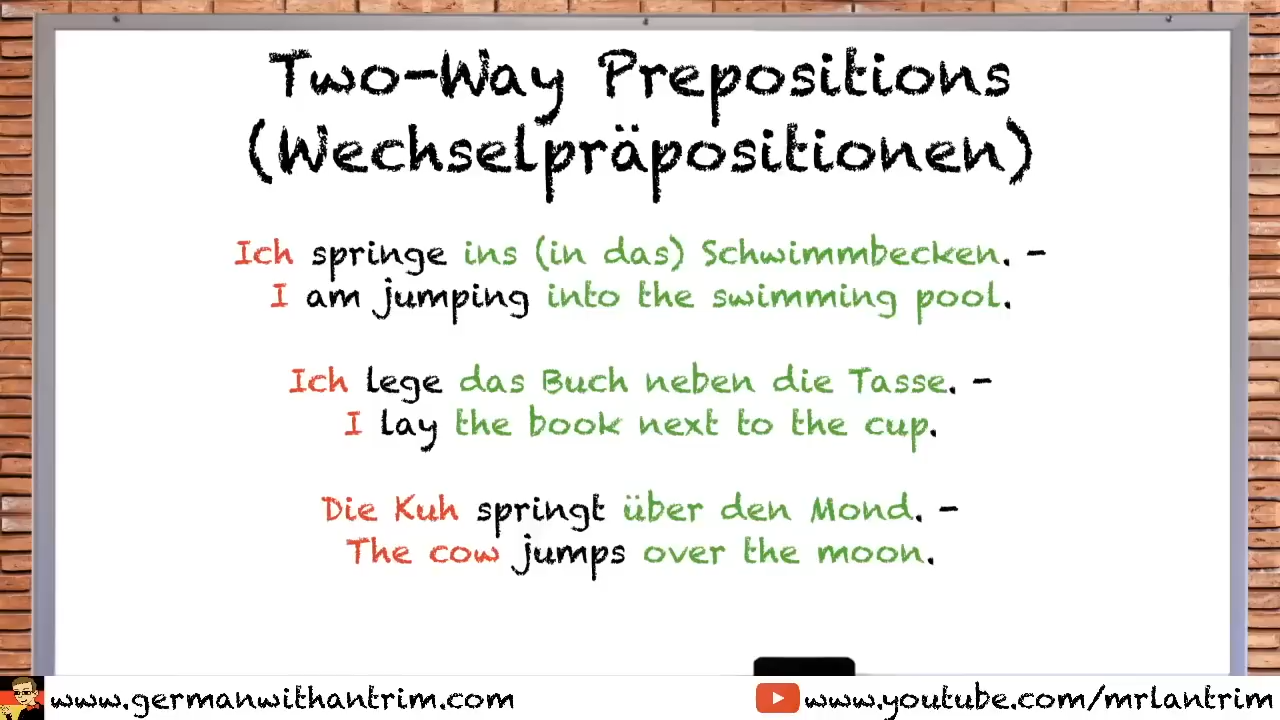 Two-Way Prepositions
(Wechselpräpositionen)
Ich springe ins (in das) Schwimmbecken. -
I am jumping into the swimming pool.
Ich lege das Buch neben die Tasse. -
I lay the book next to the cup.
Die Kuh springt über den Mond. -
The cow jumps over the moon.
www.germanwithantrim.com
www.youtube.com/mrlantrim